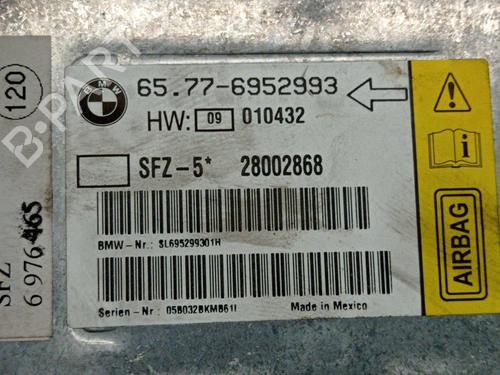 BMW
65.77-6952993
HW: 09 010432
SFZ-5* 28002868
BMW-Nr.: SL695299301H
Serien-Nr: 05B032BKMB61I
Made in Mexico
AIRBAG
i
120
SFZ
6 976 465
B-PARTS